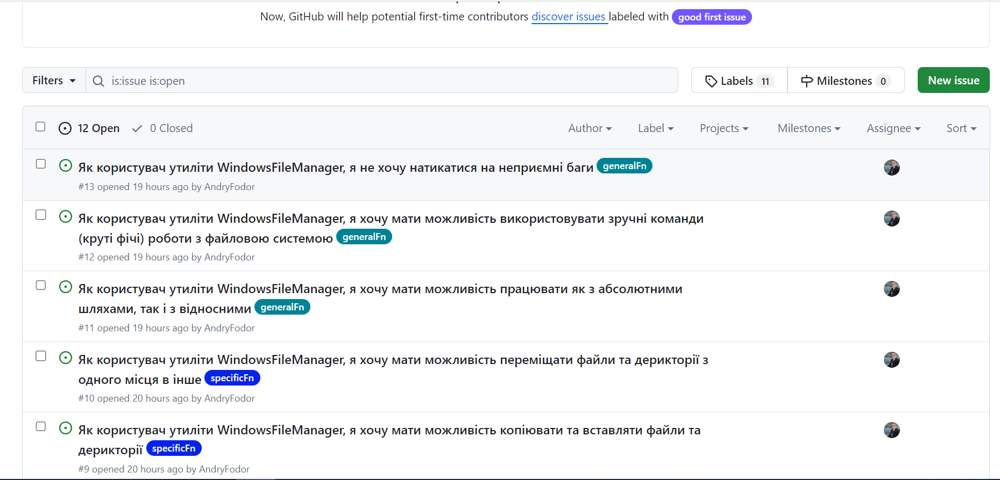 Now, GitHub will help potential first-time contributors discover issues labeled with good first issue
Filters
is:issue is:open
Labels 11
Milestones 0
New issue
12 Open
0 Closed
Author
Label
Projects
Milestones
Assignee
Sort
Як користувач утиліти WindowsFileManager, я не хочу натикатися на неприємні баги generalFn
#13 opened 19 hours ago by AndryFodor
Як користувач утиліти WindowsFileManager, я хочу мати можливість використовувати зручні команди
(круті фічі) роботи з файловою системою generalFn
#12 opened 19 hours ago by AndryFodor
Як користувач утиліти WindowsFileManager, я хочу мати можливість працювати як з абсолютними
шляхами, так і з відносними generalFn
#11 opened 19 hours ago by AndryFodor
Як користувач утиліти WindowsFileManager, я хочу мати можливість переміщати файли та дерикторії з
одного місця в інше specificFn
#10 opened 20 hours ago by AndryFodor
Як користувач утиліти WindowsFileManager, я хочу мати можливість копіювати та вставляти файли та
дерикторії specificFn
#9 opened 20 hours ago by AndryFodor